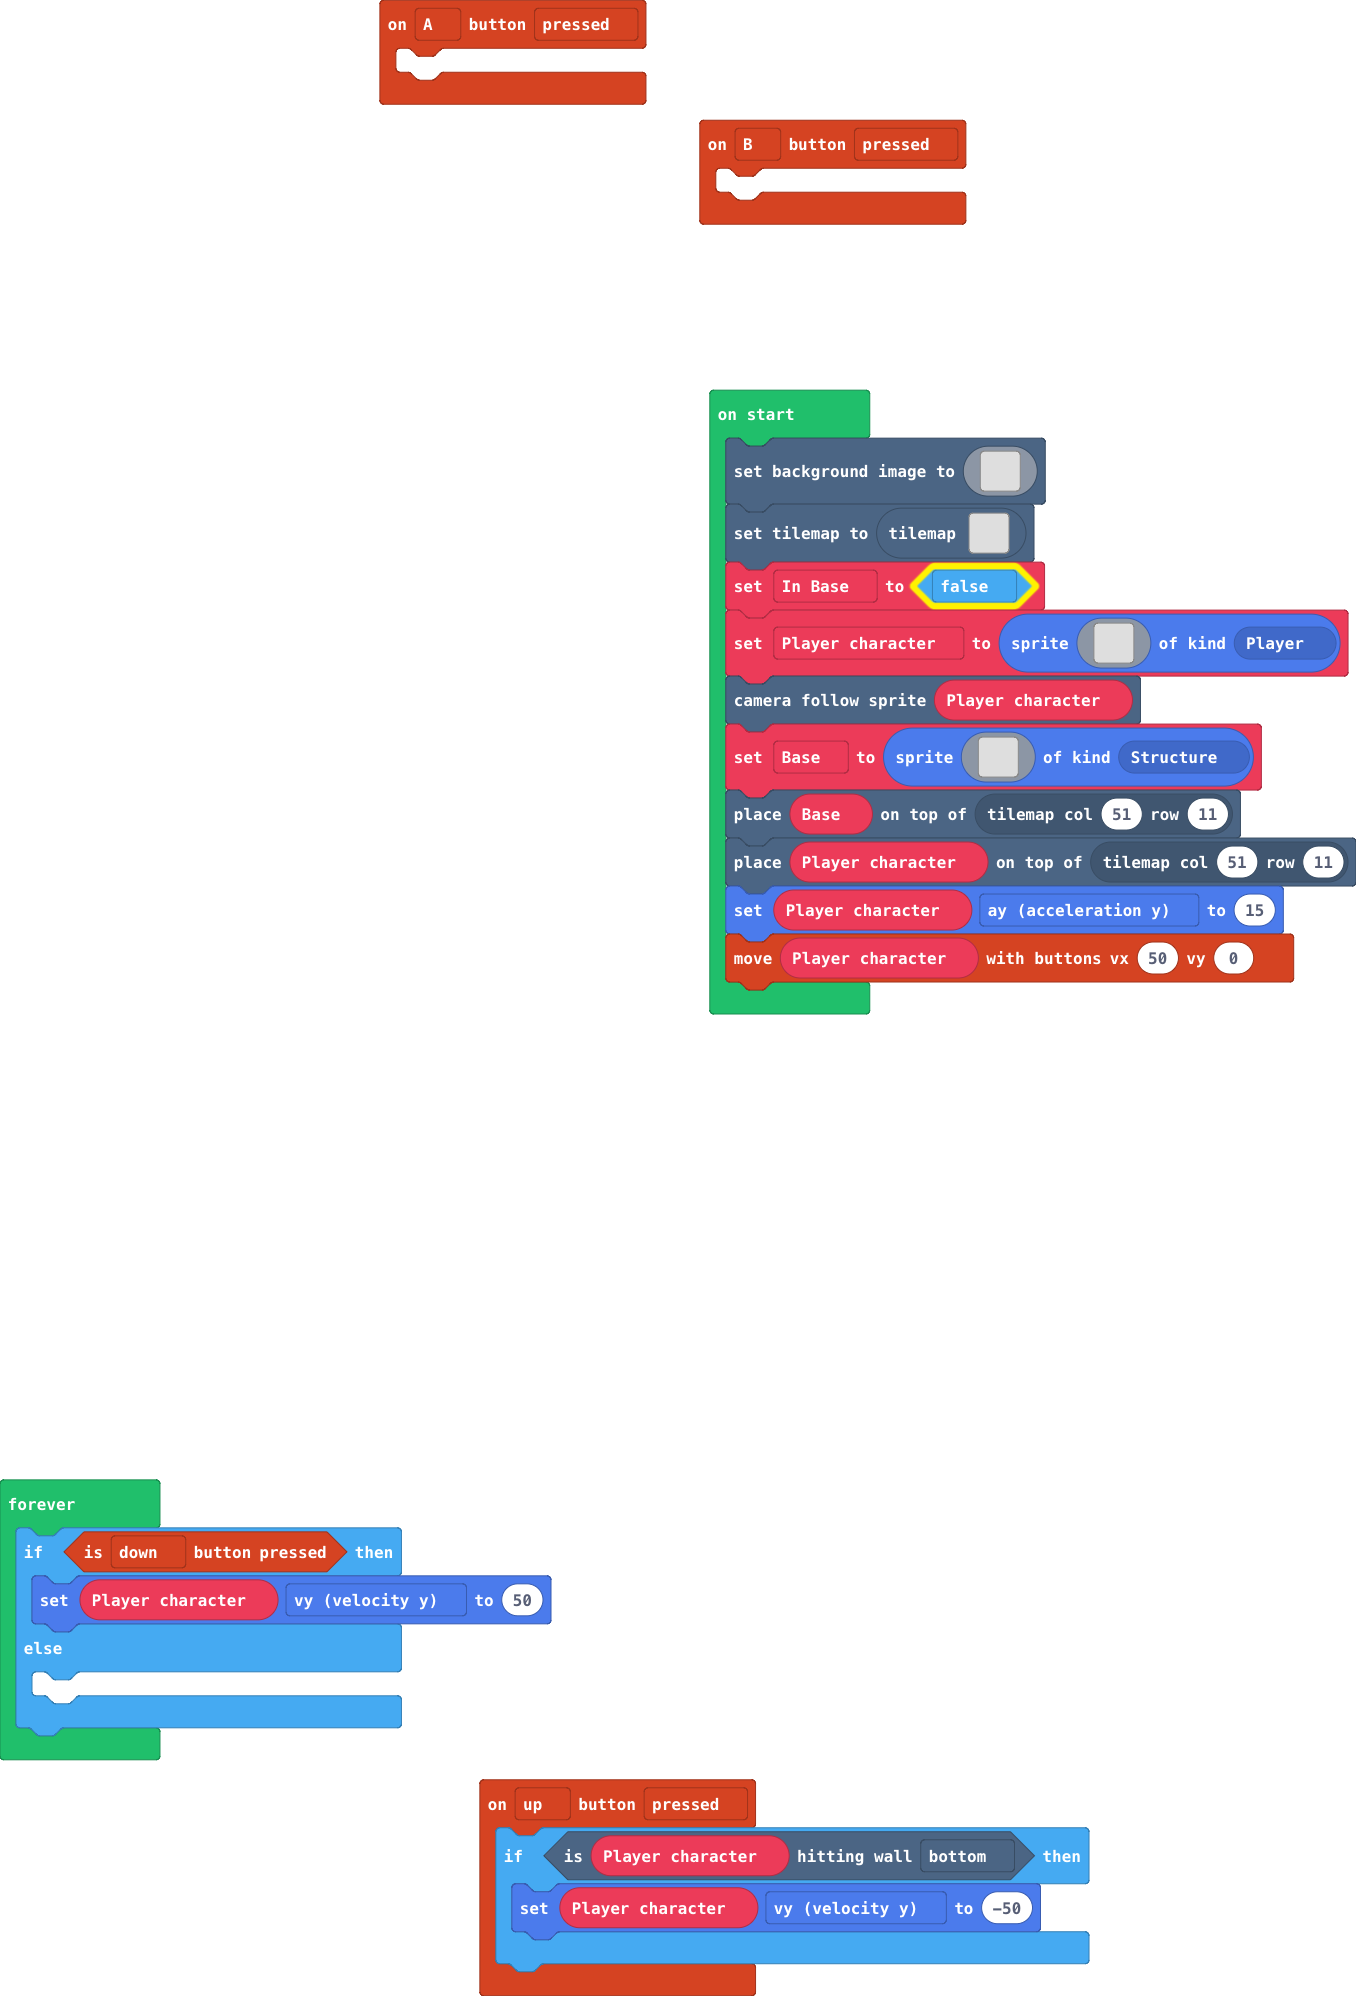 on A button pressed
on B button pressed
on start
set background image to
set tilemap to tilemap
set In Base to false
set Player character to sprite of kind Player
camera follow sprite Player character
set Base to sprite of kind Structure
place Base on top of tilemap col 51 row 11
place Player character on top of tilemap col 51 row 11
set Player character ay (acceleration y) to 15
move Player character with buttons vx 50 vy 0
forever
if is down button pressed then
set Player character vy (velocity y) to 50
else
on up button pressed
if is Player character hitting wall bottom then
set Player character vy (velocity y) to -50